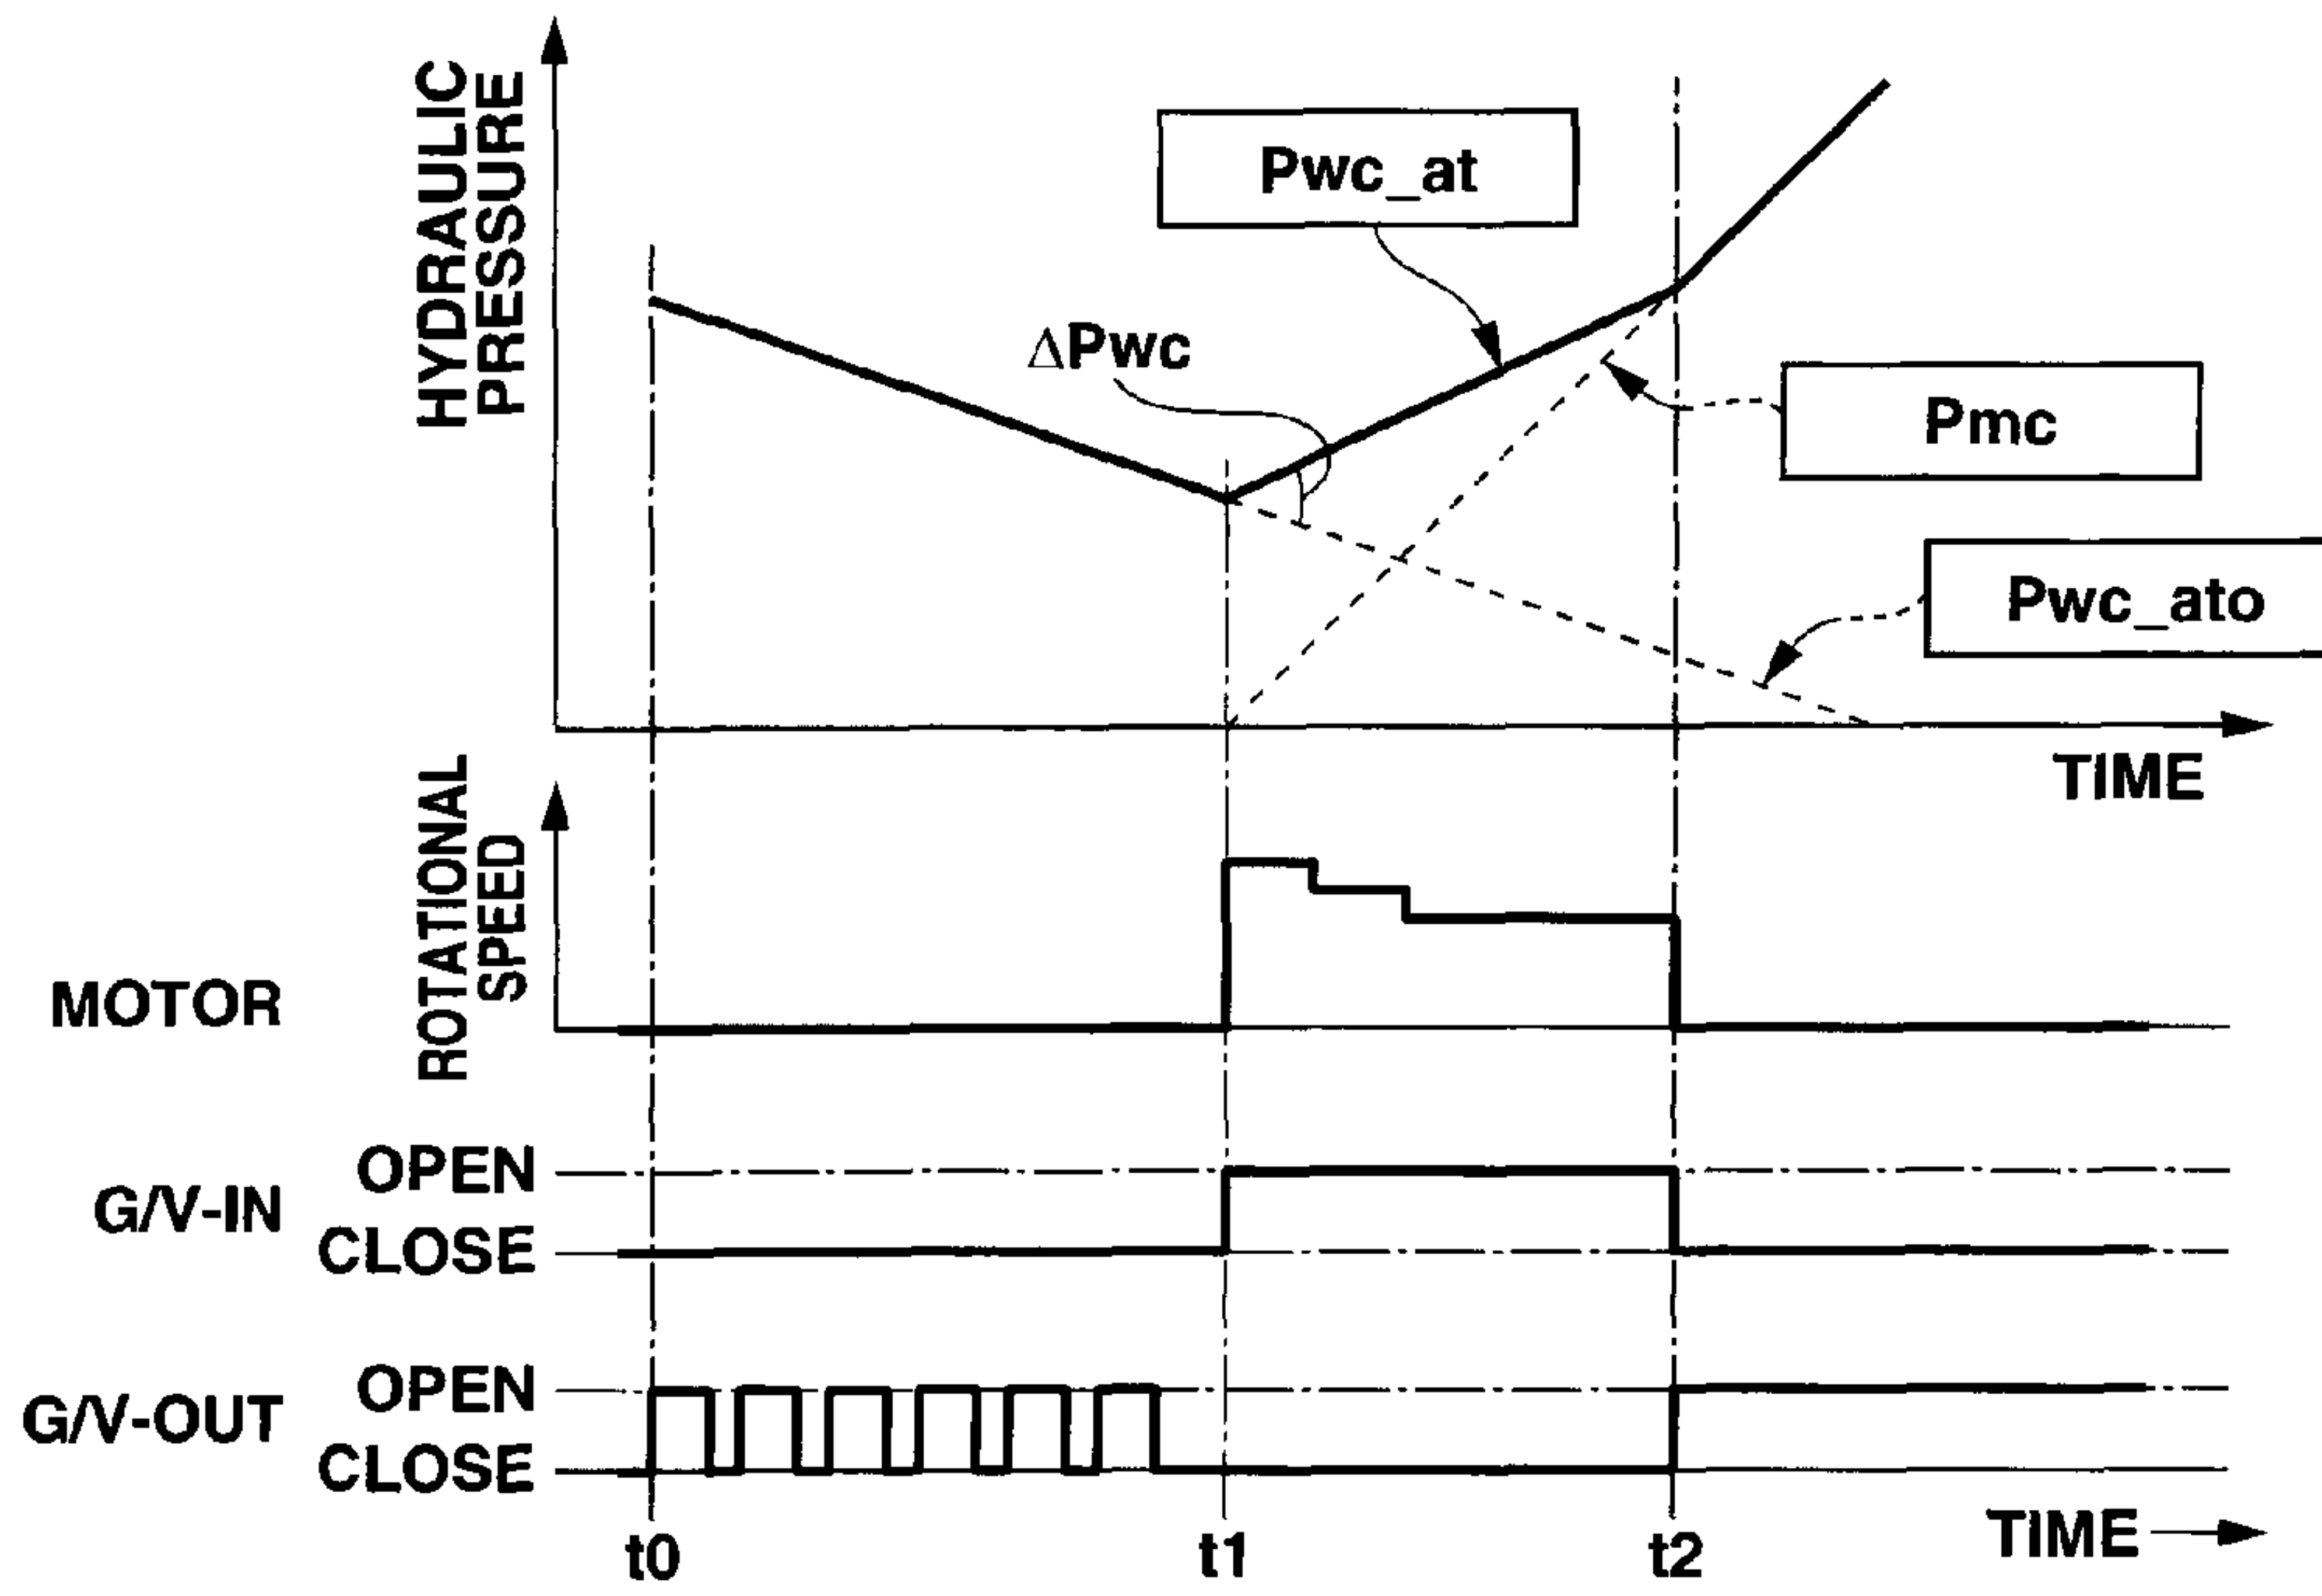 HYDRAULIC
PRESSURE
Pwc_at
ΔPwc
Pmc
Pwc_ato
TIME
ROTATIONAL
SPEED
MOTOR
OPEN
G/V-IN
CLOSE
OPEN
G/V-OUT
CLOSE
t0
t1
t2
TIME